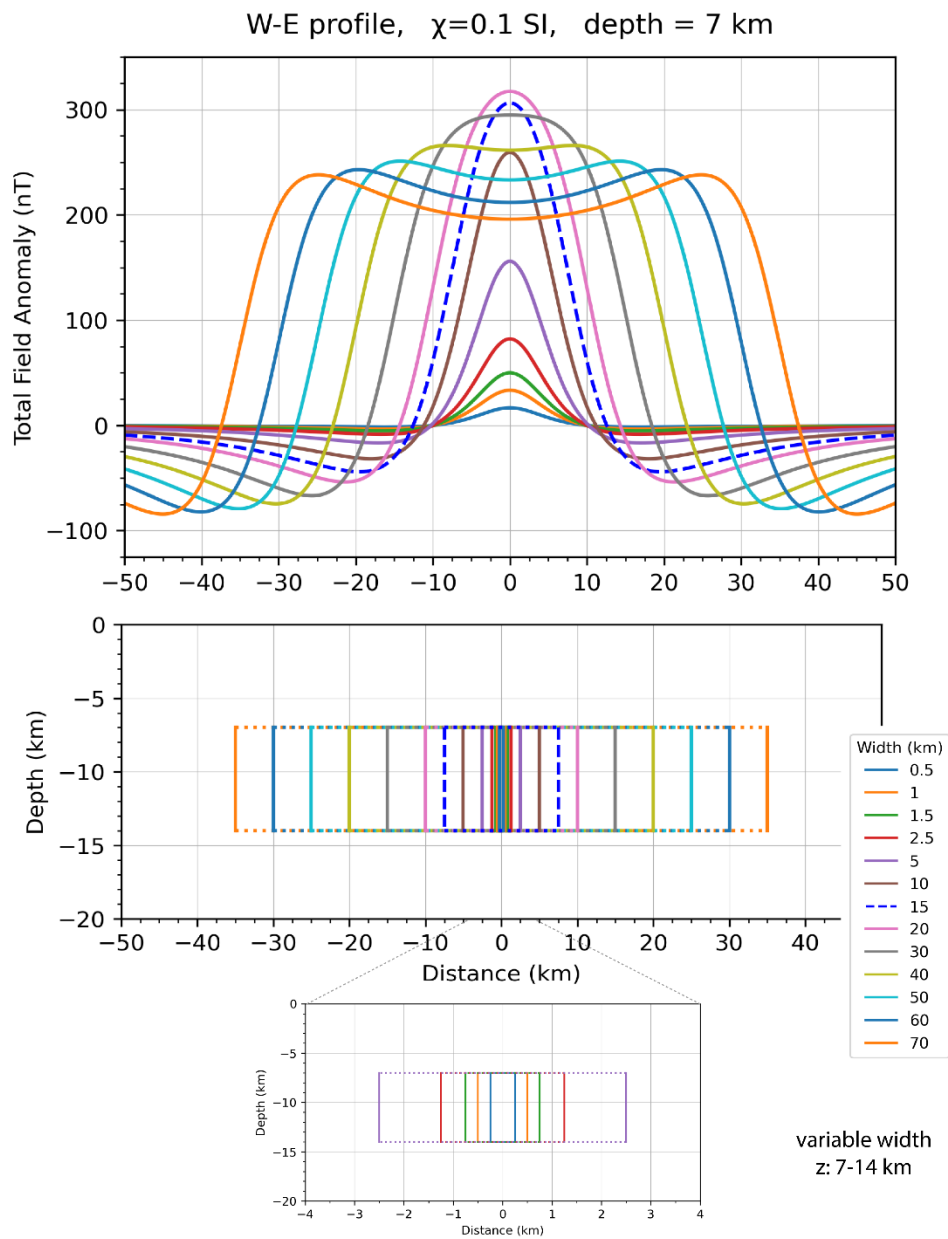 W-E profile,   χ=0.1 SI,   depth = 7 km
Total Field Anomaly (nT)
300
200
100
0
−100
−50 −40 −30 −20 −10 0 10 20 30 40 50
Depth (km)
0
−5
−10
−15
−20
−50 −40 −30 −20 −10 0 10 20 30 40
Distance (km)
Width (km)
0.5
1
1.5
2.5
5
10
15
20
30
40
50
60
70
Depth (km)
0
−5
−10
−15
−20
−4 −3 −2 −1 0 1 2 3 4
Distance (km)
variable width
z: 7-14 km